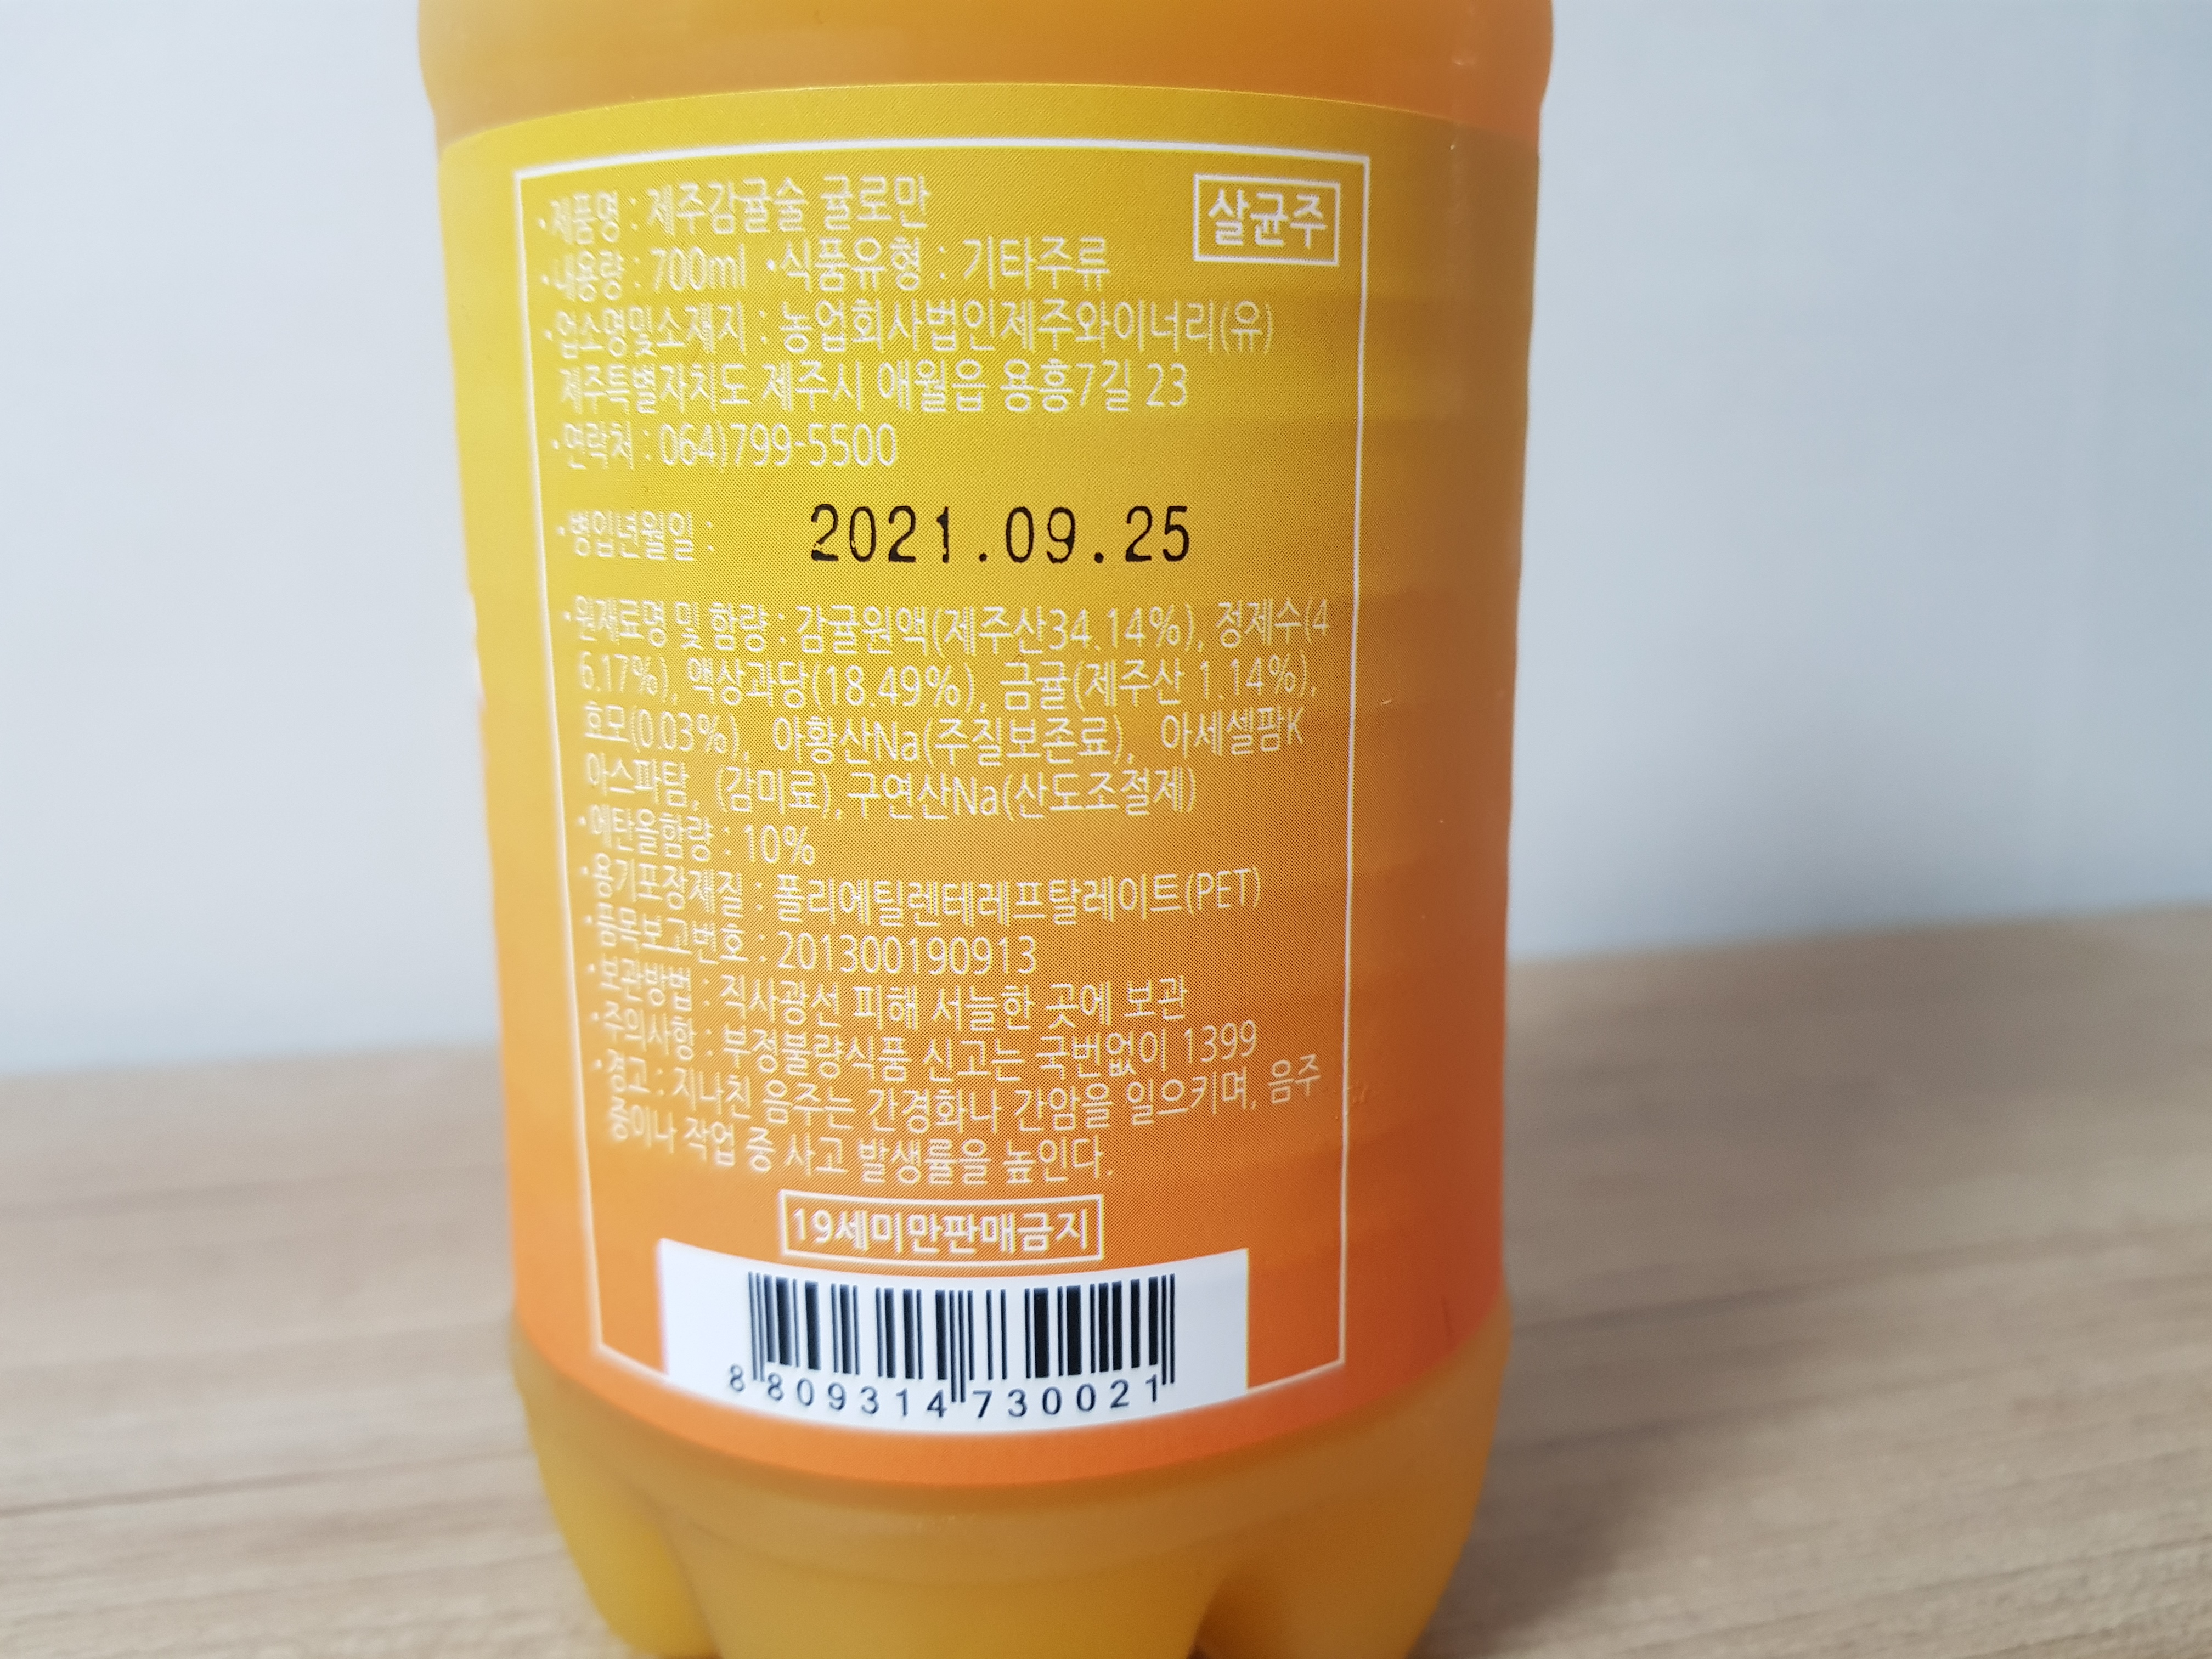 ·제품명 : 제주감귤술 귤로만
살균주
·내용량 : 700ml ·식품유형 : 기타주류
·업소명및소재지 : 농업회사법인제주와이너리(유)
제주특별자치도 제주시 애월읍 용흥7길 23
·연락처 : 064)799-5500
·병입년월일 : 2021.09.25
·원재료명 및 함량 : 감귤원액(제주산34.14%), 정제수(4
6.17%), 액상과당(18.49%), 금귤(제주산 1.14%),
효모(0.03%), 아황산Na(주질보존료), 아세셀팜K
아스파탐, (감미료),구연산Na(산도조절제)
·에탄올함량 : 10%
·용기포장재질 : 폴리에틸렌테레프탈레이트(PET)
·품목보고번호 : 201300190913
·보관방법 : 직사광선 피해 서늘한 곳에 보관
·주의사항 : 부정불량식품 신고는 국번없이 1399
·경고 : 지나친 음주는 간경화나 간암을 일으키며, 음주
중이나 작업 중 사고 발생률을 높인다.
19세미만판매금지
8 809314 730021